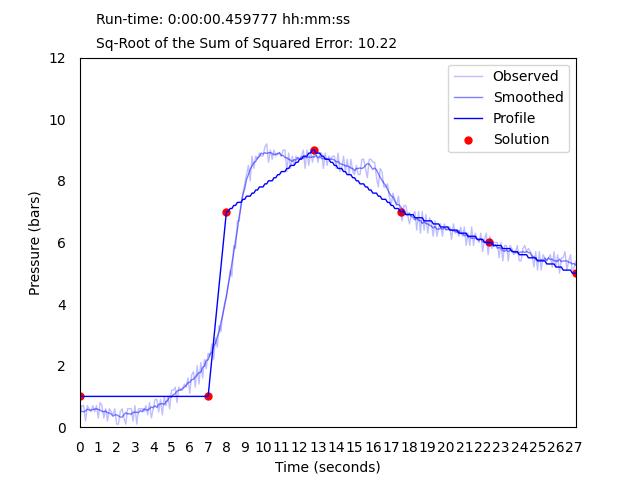 Run-time: 0:00:00.459777 hh:mm:ss
Sq-Root of the Sum of Squared Error: 10.22
12
10
8
6
4
2
0
Pressure (bars)
Observed
Smoothed
Profile
Solution
0 1 2 3 4 5 6 7 8 9 10 11 12 13 14 15 16 17 18 19 20 21 22 23 24 25 26 27
Time (seconds)